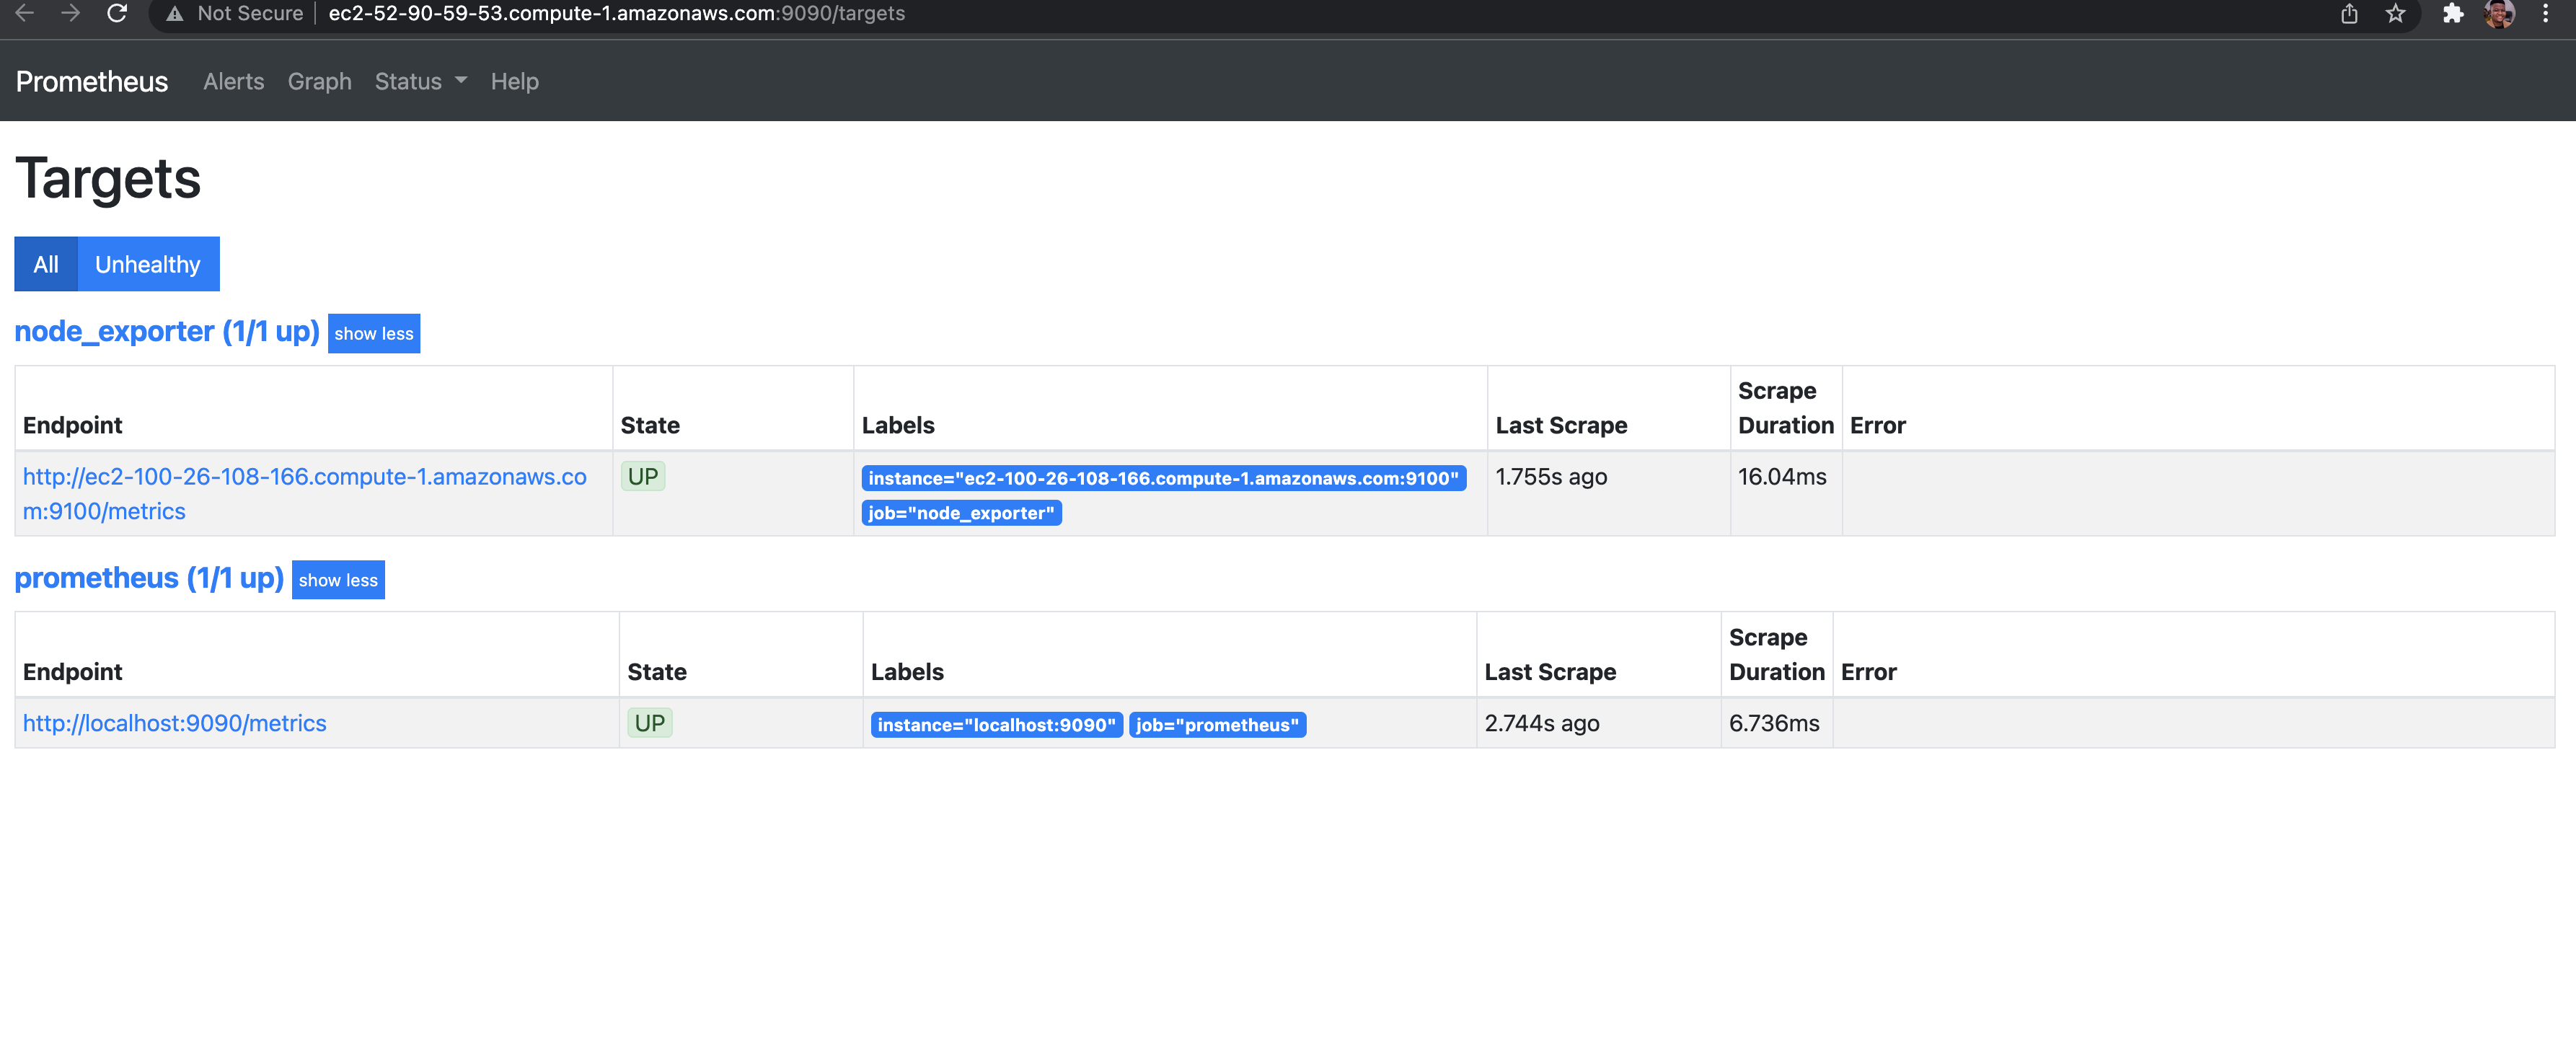 Not Secure ec2-52-90-59-53.compute-1.amazonaws.com:9090/targets
Prometheus Alerts Graph Status Help
Targets
All Unhealthy
node_exporter (1/1 up) show less
Scrape
Endpoint State Labels Last Scrape Duration Error
http://ec2-100-26-108-166.compute-1.amazonaws.co UP instance="ec2-100-26-108-166.compute-1.amazonaws.com:9100" 1.755s ago 16.04ms
m:9100/metrics job="node_exporter"
prometheus (1/1 up) show less
Scrape
Endpoint State Labels Last Scrape Duration Error
http://localhost:9090/metrics UP instance="localhost:9090" job="prometheus" 2.744s ago 6.736ms